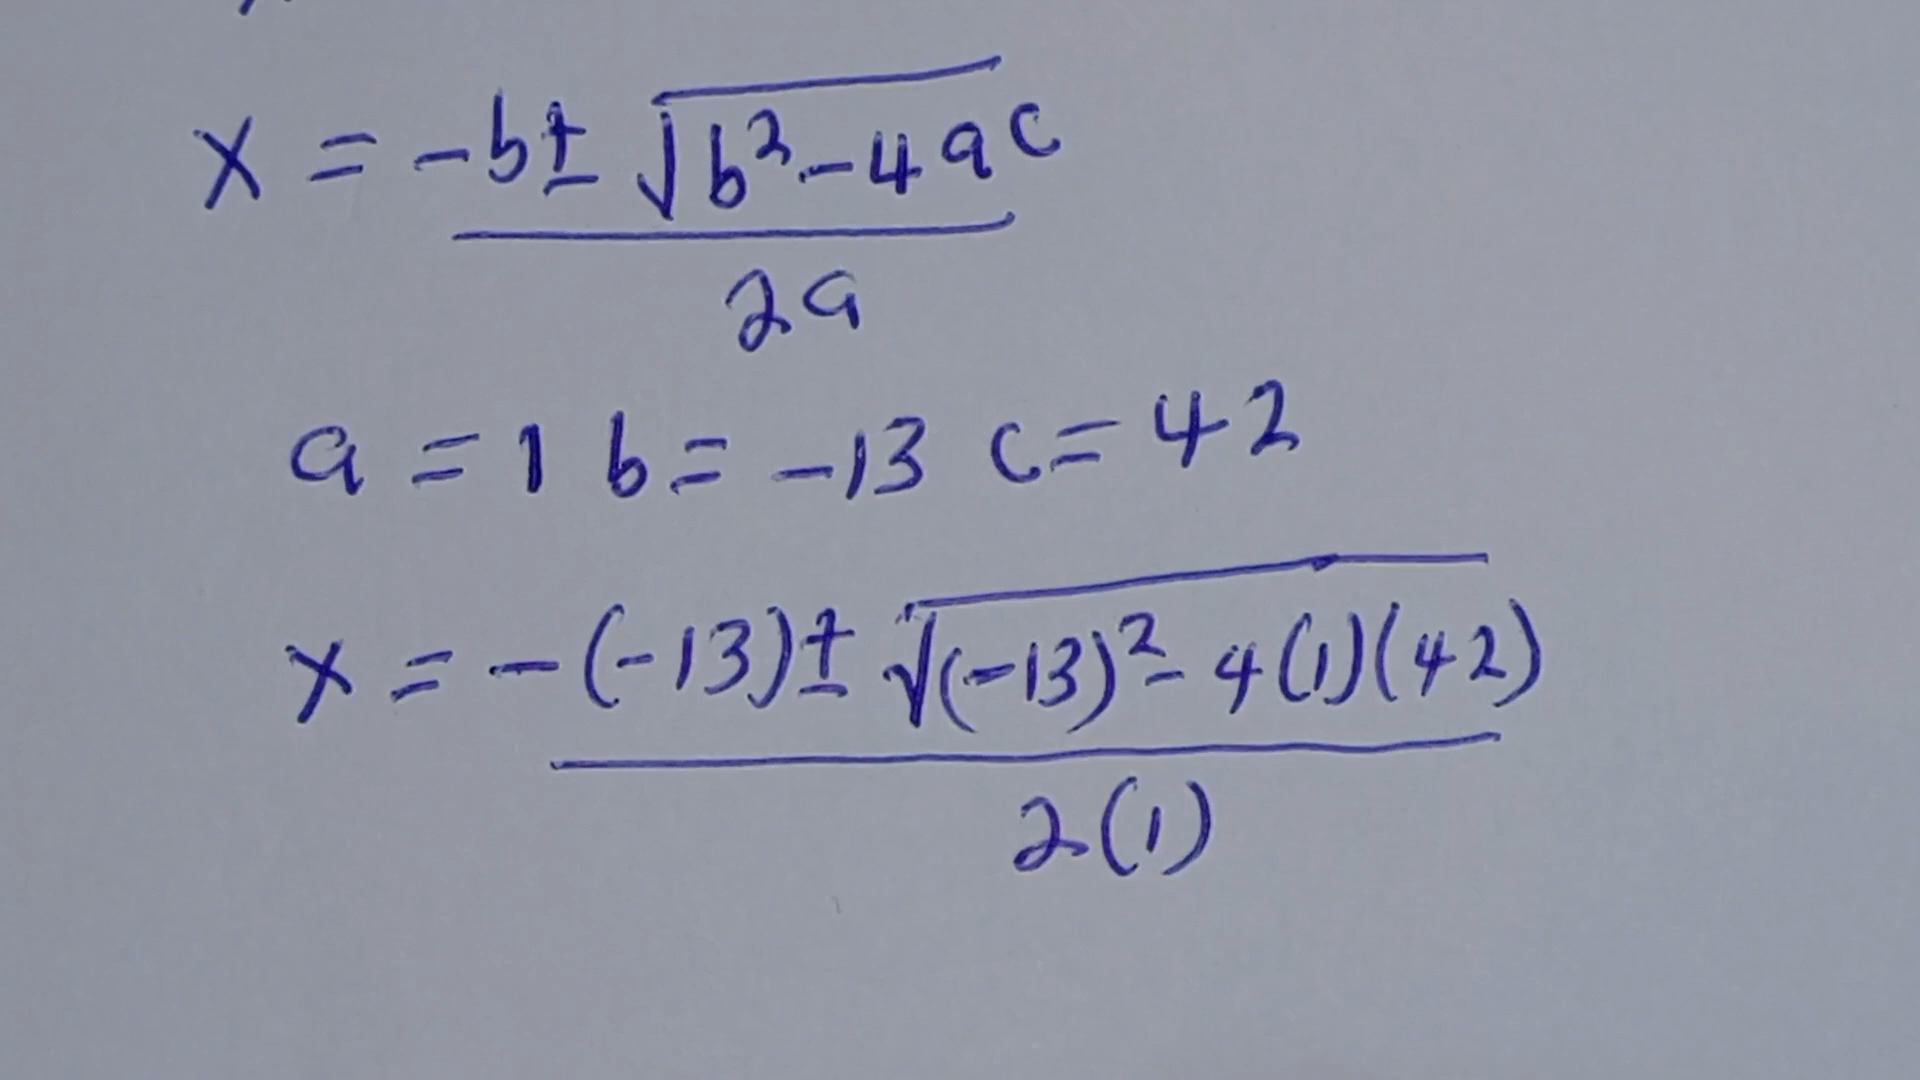 x = -b ± √b² - 4ac
2a
a = 1 b = -13 c = 42
x = -(-13) ± √(-13)² - 4(1)(42)
2(1)